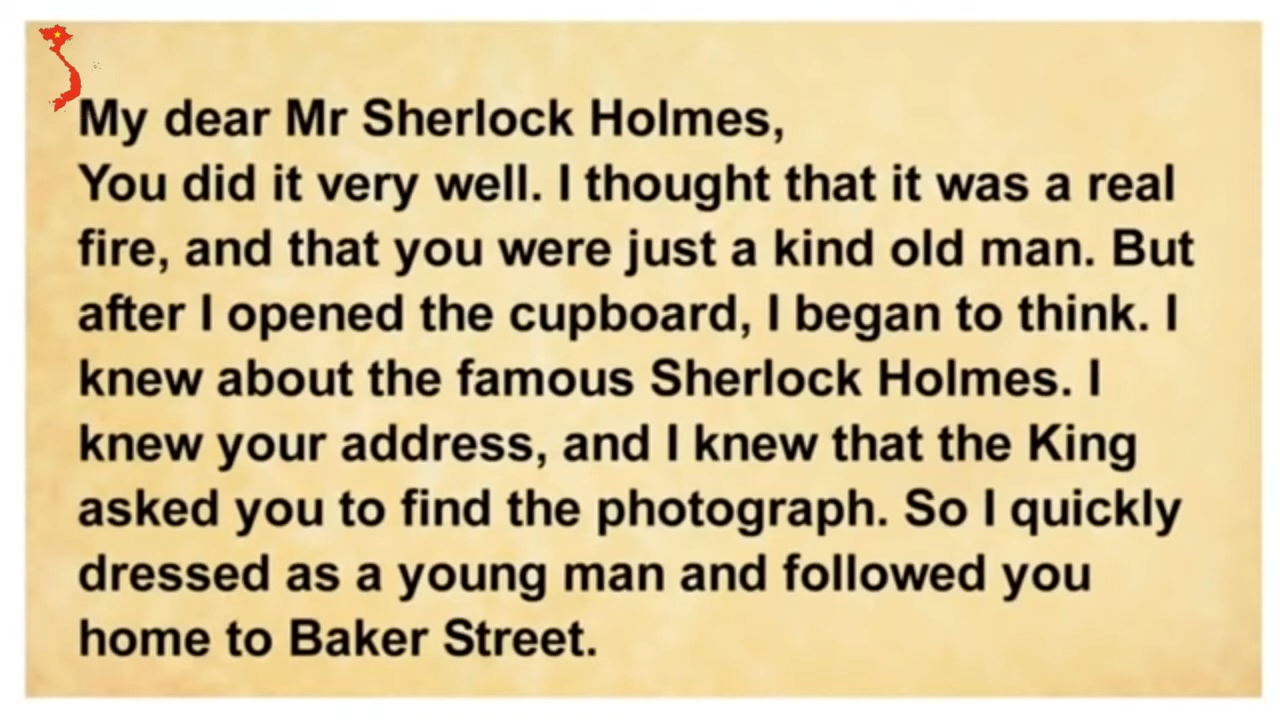 My dear Mr Sherlock Holmes,
You did it very well. I thought that it was a real
fire, and that you were just a kind old man. But
after I opened the cupboard, I began to think. I
knew about the famous Sherlock Holmes. I
knew your address, and I knew that the King
asked you to find the photograph. So I quickly
dressed as a young man and followed you
home to Baker Street.